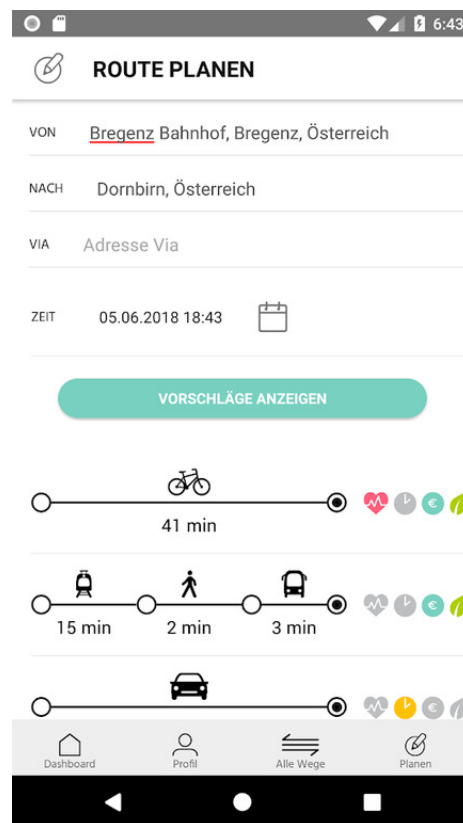 6:43
ROUTE PLANEN
VON Bregenz Bahnhof, Bregenz, Österreich
NACH Dornbirn, Österreich
VIA Adresse Via
ZEIT 05.06.2018 18:43
VORSCHLÄGE ANZEIGEN
€
41 min
€
15 min 2 min 3 min
€
Dashboard Profil Alle Wege Planen